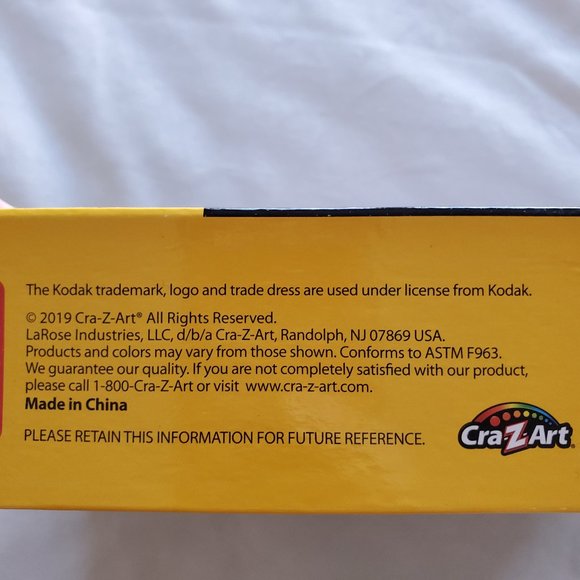 The Kodak trademark, logo and trade dress are used under license from Kodak.
© 2019 Cra-Z-Art® All Rights Reserved.
LaRose Industries, LLC, d/b/a Cra-Z-Art, Randolph, NJ 07869 USA.
Products and colors may vary from those shown. Conforms to ASTM F963.
We guarantee our quality. If you are not completely satisfied with our product,
please call 1-800-Cra-Z-Art or visit www.cra-z-art.com.
Made in China
PLEASE RETAIN THIS INFORMATION FOR FUTURE REFERENCE.
Cra-Z-Art®